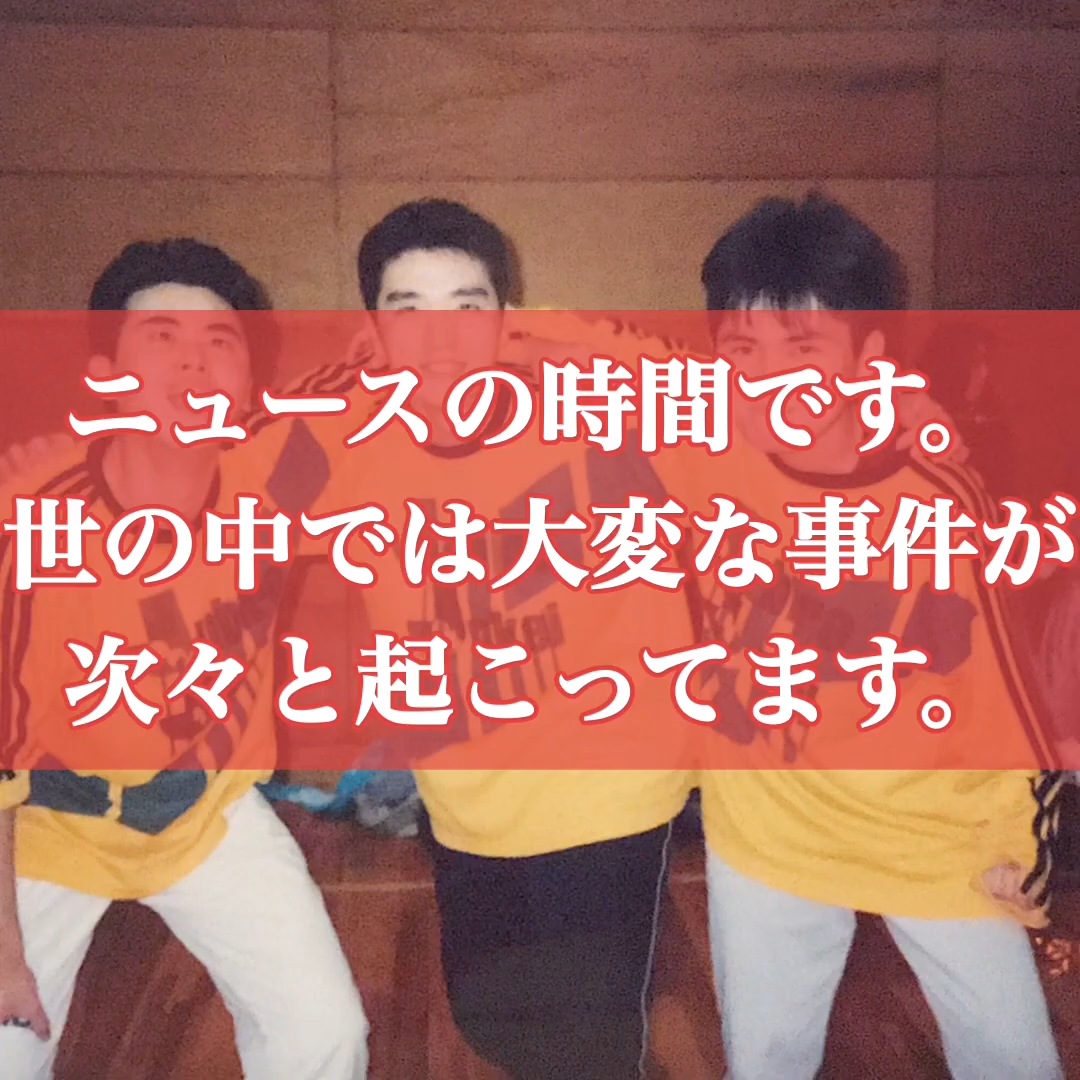 ニュースの時間です。
世の中では大変な事件が
次々と起こってます。